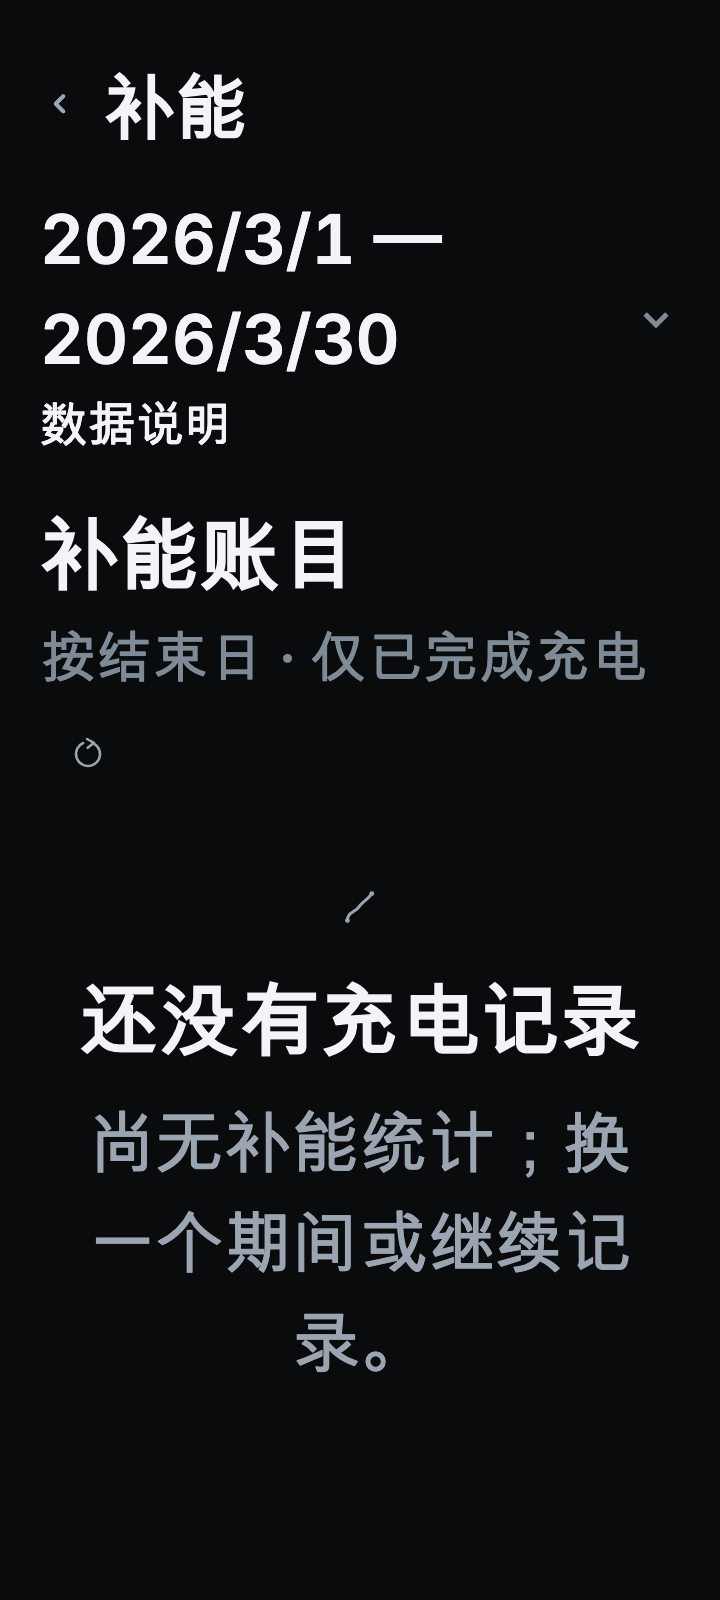 补能
2026/3/1 —
2026/3/30
数据说明
补能账目
按结束日 · 仅已完成充电
还没有充电记录
尚无补能统计；换
一个期间或继续记
录。